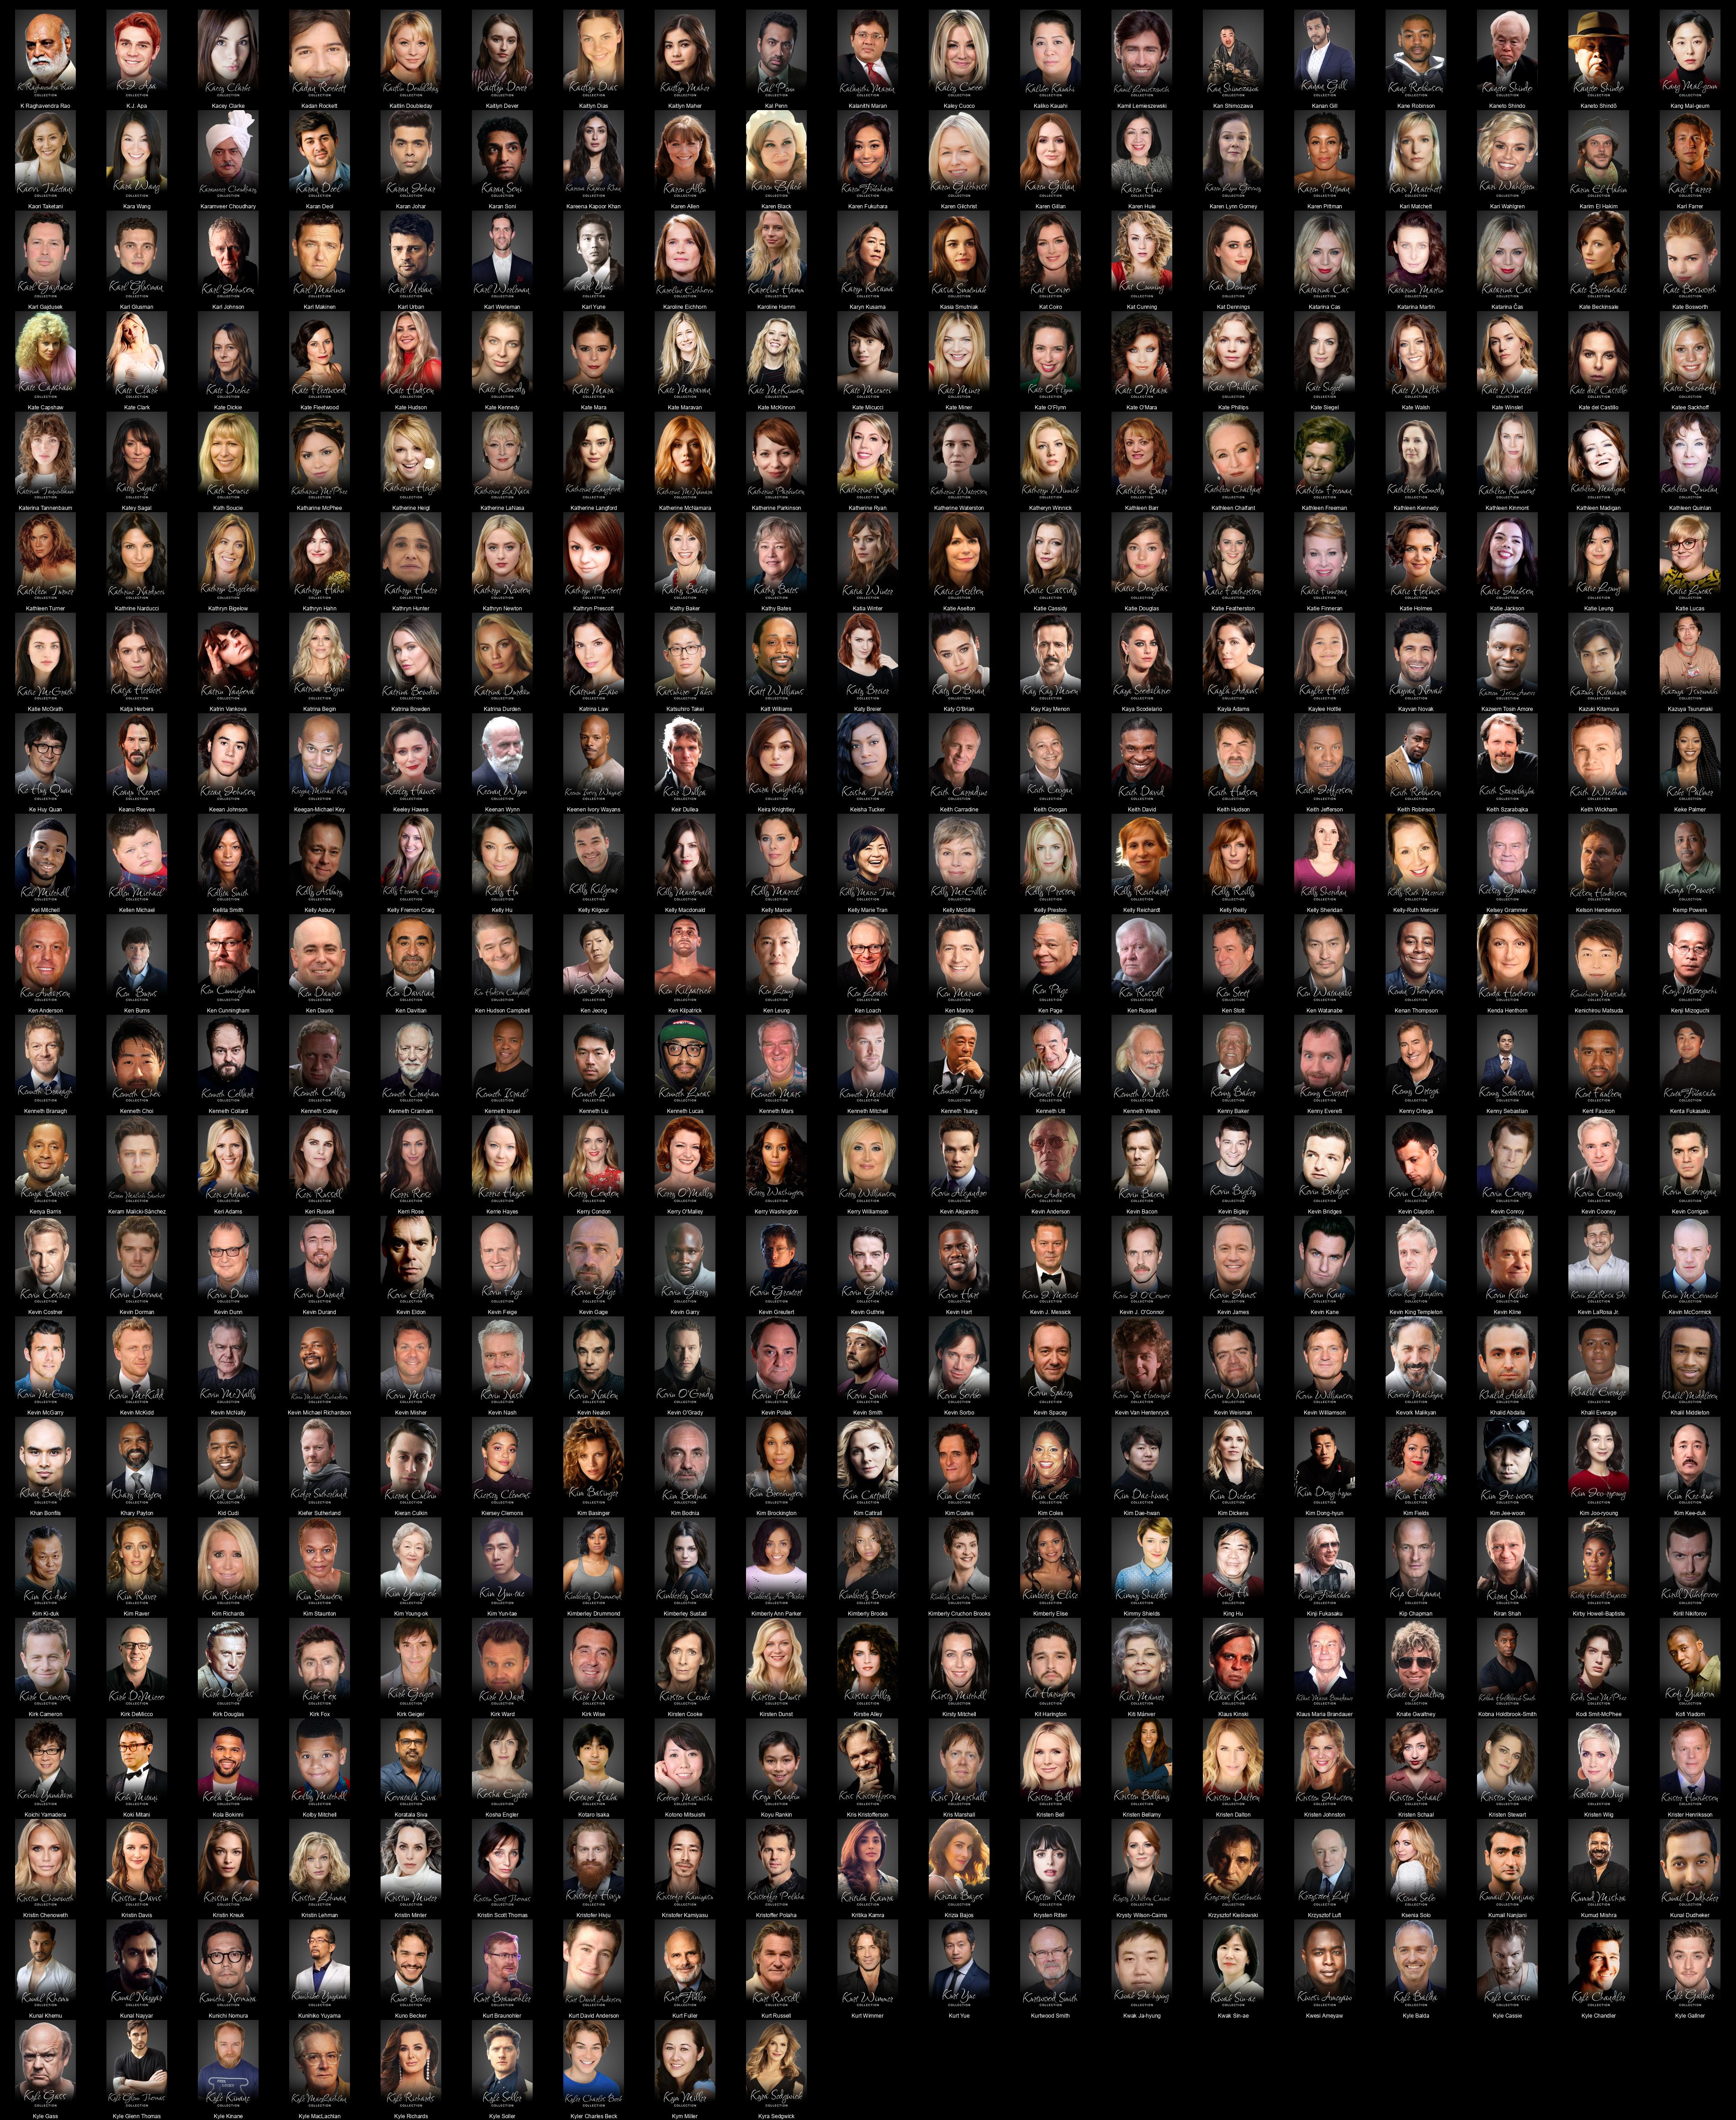 K Raghavendra Rao K.J. Apa Kacey Clarke Kadan Rockett Kaitlin Doubleday Kaitlyn Dever Kaitlyn Dias Kaitlyn Maher Kal Penn Kalanithi Maran Kaley Cuoco Kaliko Kauahi Kamil Lemieszewski Kan Shimozawa Kanan Gill Kane Robinson Kaneto Shindo Kaneto Shindô Kang Mal-geum
Kaori Taketani Kara Wang Karamveer Choudhary Karan Deol Karan Johar Karan Soni Kareena Kapoor Khan Karen Allen Karen Black Karen Fukuhara Karen Gilchrist Karen Gillan Karen Huie Karen Lynn Gorney Karen Pittman Kari Matchett Kari Wahlgren Karim El Hakim Karl Farrer
Karl Gajdusek Karl Glusman Karl Johnson Karl Makinen Karl Urban Karl Werleman Karl Yune Karoline Eichhorn Karoline Hamm Karyn Kusama Kasia Smutniak Kat Coiro Kat Cunning Kat Dennings Katarina Cas Katarina Martin Katarina Čas Kate Beckinsale Kate Bosworth
Kate Capshaw Kate Clark Kate Dickie Kate Fleetwood Kate Hudson Kate Kennedy Kate Mara Kate Maravan Kate McKinnon Kate Micucci Kate Miner Kate O'Flynn Kate O'Mara Kate Phillips Kate Siegel Kate Walsh Kate Winslet Kate del Castillo Katee Sackhoff
Katerina Tannenbaum Katey Sagal Kath Soucie Katharine McPhee Katherine Heigl Katherine LaNasa Katherine Langford Katherine McNamara Katherine Parkinson Katherine Ryan Katherine Waterston Katheryn Winnick Kathleen Barr Kathleen Chalfant Kathleen Freeman Kathleen Kennedy Kathleen Kinmont Kathleen Madigan Kathleen Quinlan
Kathleen Turner Kathrine Narducci Kathryn Bigelow Kathryn Hahn Kathryn Hunter Kathryn Newton Kathryn Prescott Kathy Baker Kathy Bates Katia Winter Katie Aselton Katie Cassidy Katie Douglas Katie Featherston Katie Finneran Katie Holmes Katie Jackson Katie Leung Katie Lucas
Katie McGrath Katja Herbers Katrin Vankova Katrina Begin Katrina Bowden Katrina Durden Katrina Law Katsuhiro Takei Katt Williams Katy Breier Katy O'Brian Kay Kay Menon Kaya Scodelario Kayla Adams Kaylee Hottle Kayvan Novak Kazeem Tosin Amore Kazuki Kitamura Kazuya Tsurumaki
Ke Huy Quan Keanu Reeves Keean Johnson Keegan-Michael Key Keeley Hawes Keenan Wynn Keenen Ivory Wayans Keir Dullea Keira Knightley Keisha Tucker Keith Carradine Keith Coogan Keith David Keith Hudson Keith Jefferson Keith Robinson Keith Szarabajka Keith Wickham Keke Palmer
Kel Mitchell Kellen Michael Kellita Smith Kelly Asbury Kelly Fremon Craig Kelly Hu Kelly Kilgour Kelly Macdonald Kelly Marcel Kelly Marie Tran Kelly McGillis Kelly Preston Kelly Reichardt Kelly Reilly Kelly Sheridan Kelly-Ruth Mercier Kelsey Grammer Kelson Henderson Kemp Powers
Ken Anderson Ken Burns Ken Cunningham Ken Daurio Ken Davitian Ken Hudson Campbell Ken Jeong Ken Kilpatrick Ken Leung Ken Loach Ken Marino Ken Page Ken Russell Ken Stott Ken Watanabe Kenan Thompson Kenda Henthorn Kenichirou Matsuda Kenji Mizoguchi
Kenneth Branagh Kenneth Choi Kenneth Collard Kenneth Colley Kenneth Cranham Kenneth Israel Kenneth Liu Kenneth Lucas Kenneth Mars Kenneth Mitchell Kenneth Tsang Kenneth Utt Kenneth Welsh Kenny Baker Kenny Everett Kenny Ortega Kenny Sebastian Kent Faulcon Kenta Fukasaku
Kenya Barris Keram Malicki-Sánchez Keri Adams Keri Russell Kerri Rose Kerrie Hayes Kerry Condon Kerry O'Malley Kerry Washington Kerry Williamson Kevin Alejandro Kevin Anderson Kevin Bacon Kevin Bigley Kevin Bridges Kevin Claydon Kevin Conroy Kevin Cooney Kevin Corrigan
Kevin Costner Kevin Dorman Kevin Dunn Kevin Durand Kevin Eldon Kevin Feige Kevin Gage Kevin Garry Kevin Greutert Kevin Guthrie Kevin Hart Kevin J. Messick Kevin J. O'Connor Kevin James Kevin Kane Kevin King Templeton Kevin Kline Kevin LaRosa Jr. Kevin McCormick
Kevin McGarry Kevin McKidd Kevin McNally Kevin Michael Richardson Kevin Misher Kevin Nash Kevin Nealon Kevin O'Grady Kevin Pollak Kevin Smith Kevin Sorbo Kevin Spacey Kevin Van Hentenryck Kevin Weisman Kevin Williamson Kevork Malikyan Khalid Abdalla Khalil Everage Khalil Middleton
Khan Bonfils Khary Payton Kid Cudi Kiefer Sutherland Kieran Culkin Kiersey Clemons Kim Basinger Kim Bodnia Kim Brockington Kim Cattrall Kim Coates Kim Coles Kim Dae-hwan Kim Dickens Kim Dong-hyun Kim Fields Kim Jee-woon Kim Joo-ryoung Kim Kee-duk
Kim Ki-duk Kim Raver Kim Richards Kim Staunton Kim Young-ok Kim Yun-tae Kimberley Drummond Kimberley Sustad Kimberly Ann Parker Kimberly Brooks Kimberly Cruchon Brooks Kimberly Elise Kimmy Shields King Hu Kinji Fukasaku Kip Chapman Kiran Shah Kirby Howell-Baptiste Kirill Nikiforov
Kirk Cameron Kirk DeMicco Kirk Douglas Kirk Fox Kirk Geiger Kirk Ward Kirk Wise Kirsten Cooke Kirsten Dunst Kirstie Alley Kirsty Mitchell Kit Harington Kiti Mánver Klaus Kinski Klaus Maria Brandauer Knate Gwaltney Kobna Holdbrook-Smith Kodi Smit-McPhee Kofi Yiadom
Koichi Yamadera Koki Mitani Kola Bokinni Kolby Mitchell Koratala Siva Kosha Engler Kotaro Isaka Kotono Mitsuishi Koyu Rankin Kris Kristofferson Kris Marshall Kristen Bell Kristen Bellamy Kristen Dalton Kristen Johnston Kristen Schaal Kristen Stewart Kristen Wiig Krister Henriksson
Kristin Chenoweth Kristin Davis Kristin Kreuk Kristin Lehman Kristin Minter Kristin Scott Thomas Kristofer Hivju Kristofer Kamiyasu Kristoffer Polaha Kritika Kamra Krizia Bajos Krysten Ritter Krysty Wilson-Cairns Krzysztof Kieślowski Krzysztof Luft Ksenia Solo Kumail Nanjiani Kumud Mishra Kunal Dudheker
Kunal Khemu Kunal Nayyar Kunichi Nomura Kunihiko Yuyama Kuno Becker Kurt Braunohler Kurt David Anderson Kurt Fuller Kurt Russell Kurt Wimmer Kurt Yue Kurtwood Smith Kwak Ja-hyung Kwak Sin-ae Kwesi Ameyaw Kyle Balda Kyle Cassie Kyle Chandler Kyle Gallner
Kyle Gass Kyle Glenn Thomas Kyle Kinane Kyle MacLachlan Kyle Richards Kyle Soller Kyler Charles Beck Kym Miller Kyra Sedgwick